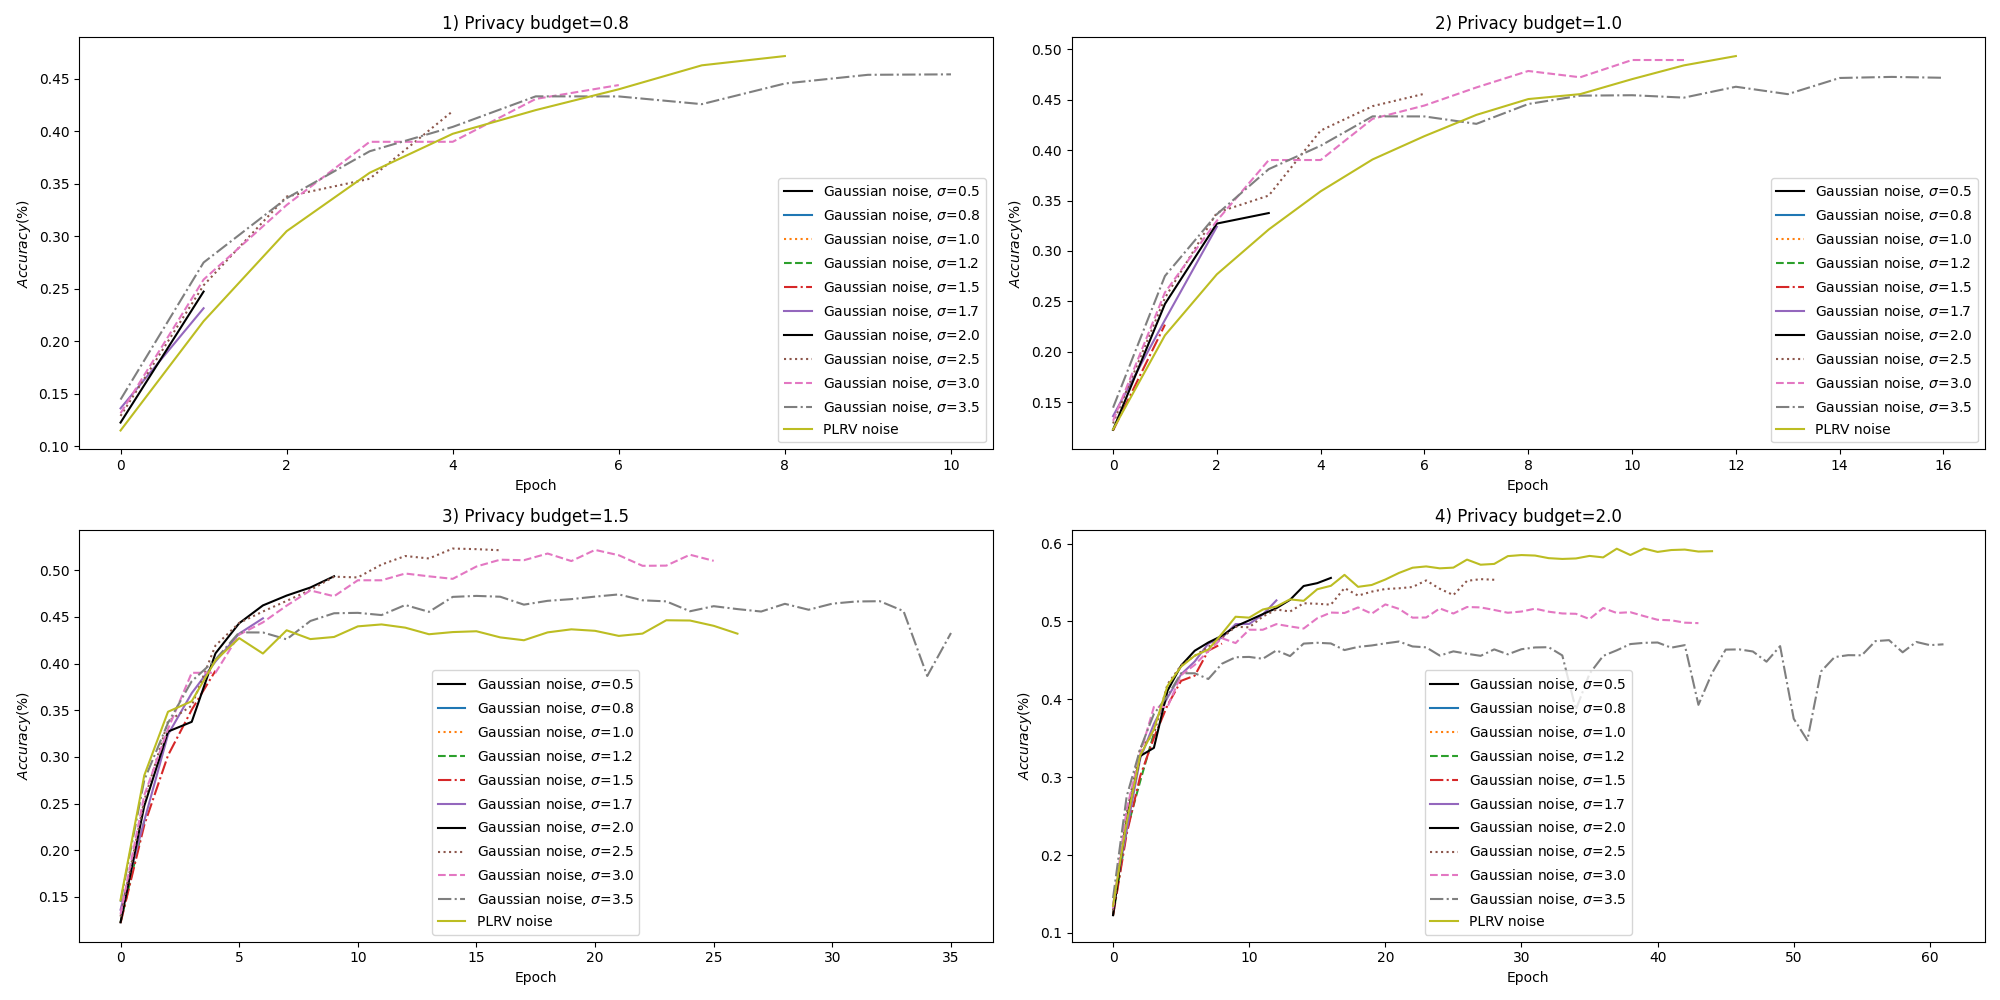 1) Privacy budget=0.8
Accuracy(%)
0.45
0.40
0.35
0.30
0.25
0.20
0.15
0.10
0 2 4 6 8 10
Epoch
Gaussian noise, σ=0.5
Gaussian noise, σ=0.8
Gaussian noise, σ=1.0
Gaussian noise, σ=1.2
Gaussian noise, σ=1.5
Gaussian noise, σ=1.7
Gaussian noise, σ=2.0
Gaussian noise, σ=2.5
Gaussian noise, σ=3.0
Gaussian noise, σ=3.5
PLRV noise
2) Privacy budget=1.0
Accuracy(%)
0.50
0.45
0.40
0.35
0.30
0.25
0.20
0.15
0 2 4 6 8 10 12 14 16
Epoch
Gaussian noise, σ=0.5
Gaussian noise, σ=0.8
Gaussian noise, σ=1.0
Gaussian noise, σ=1.2
Gaussian noise, σ=1.5
Gaussian noise, σ=1.7
Gaussian noise, σ=2.0
Gaussian noise, σ=2.5
Gaussian noise, σ=3.0
Gaussian noise, σ=3.5
PLRV noise
3) Privacy budget=1.5
Accuracy(%)
0.50
0.45
0.40
0.35
0.30
0.25
0.20
0.15
0 5 10 15 20 25 30 35
Epoch
Gaussian noise, σ=0.5
Gaussian noise, σ=0.8
Gaussian noise, σ=1.0
Gaussian noise, σ=1.2
Gaussian noise, σ=1.5
Gaussian noise, σ=1.7
Gaussian noise, σ=2.0
Gaussian noise, σ=2.5
Gaussian noise, σ=3.0
Gaussian noise, σ=3.5
PLRV noise
4) Privacy budget=2.0
Accuracy(%)
0.6
0.5
0.4
0.3
0.2
0.1
0 10 20 30 40 50 60
Epoch
Gaussian noise, σ=0.5
Gaussian noise, σ=0.8
Gaussian noise, σ=1.0
Gaussian noise, σ=1.2
Gaussian noise, σ=1.5
Gaussian noise, σ=1.7
Gaussian noise, σ=2.0
Gaussian noise, σ=2.5
Gaussian noise, σ=3.0
Gaussian noise, σ=3.5
PLRV noise